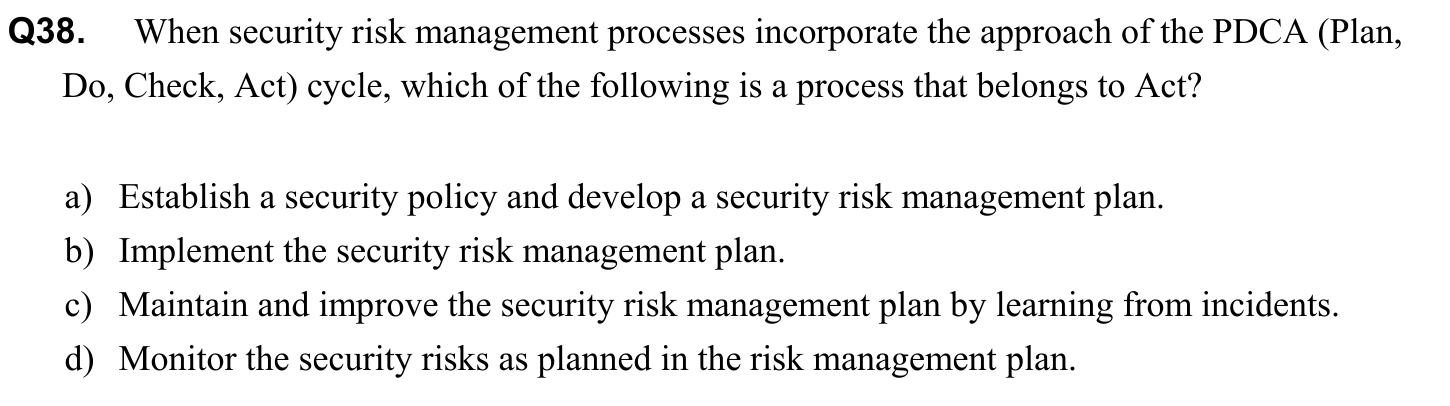 Q38. When security risk management processes incorporate the approach of the PDCA (Plan,
Do, Check, Act) cycle, which of the following is a process that belongs to Act?
a) Establish a security policy and develop a security risk management plan.
b) Implement the security risk management plan.
c) Maintain and improve the security risk management plan by learning from incidents.
d) Monitor the security risks as planned in the risk management plan.